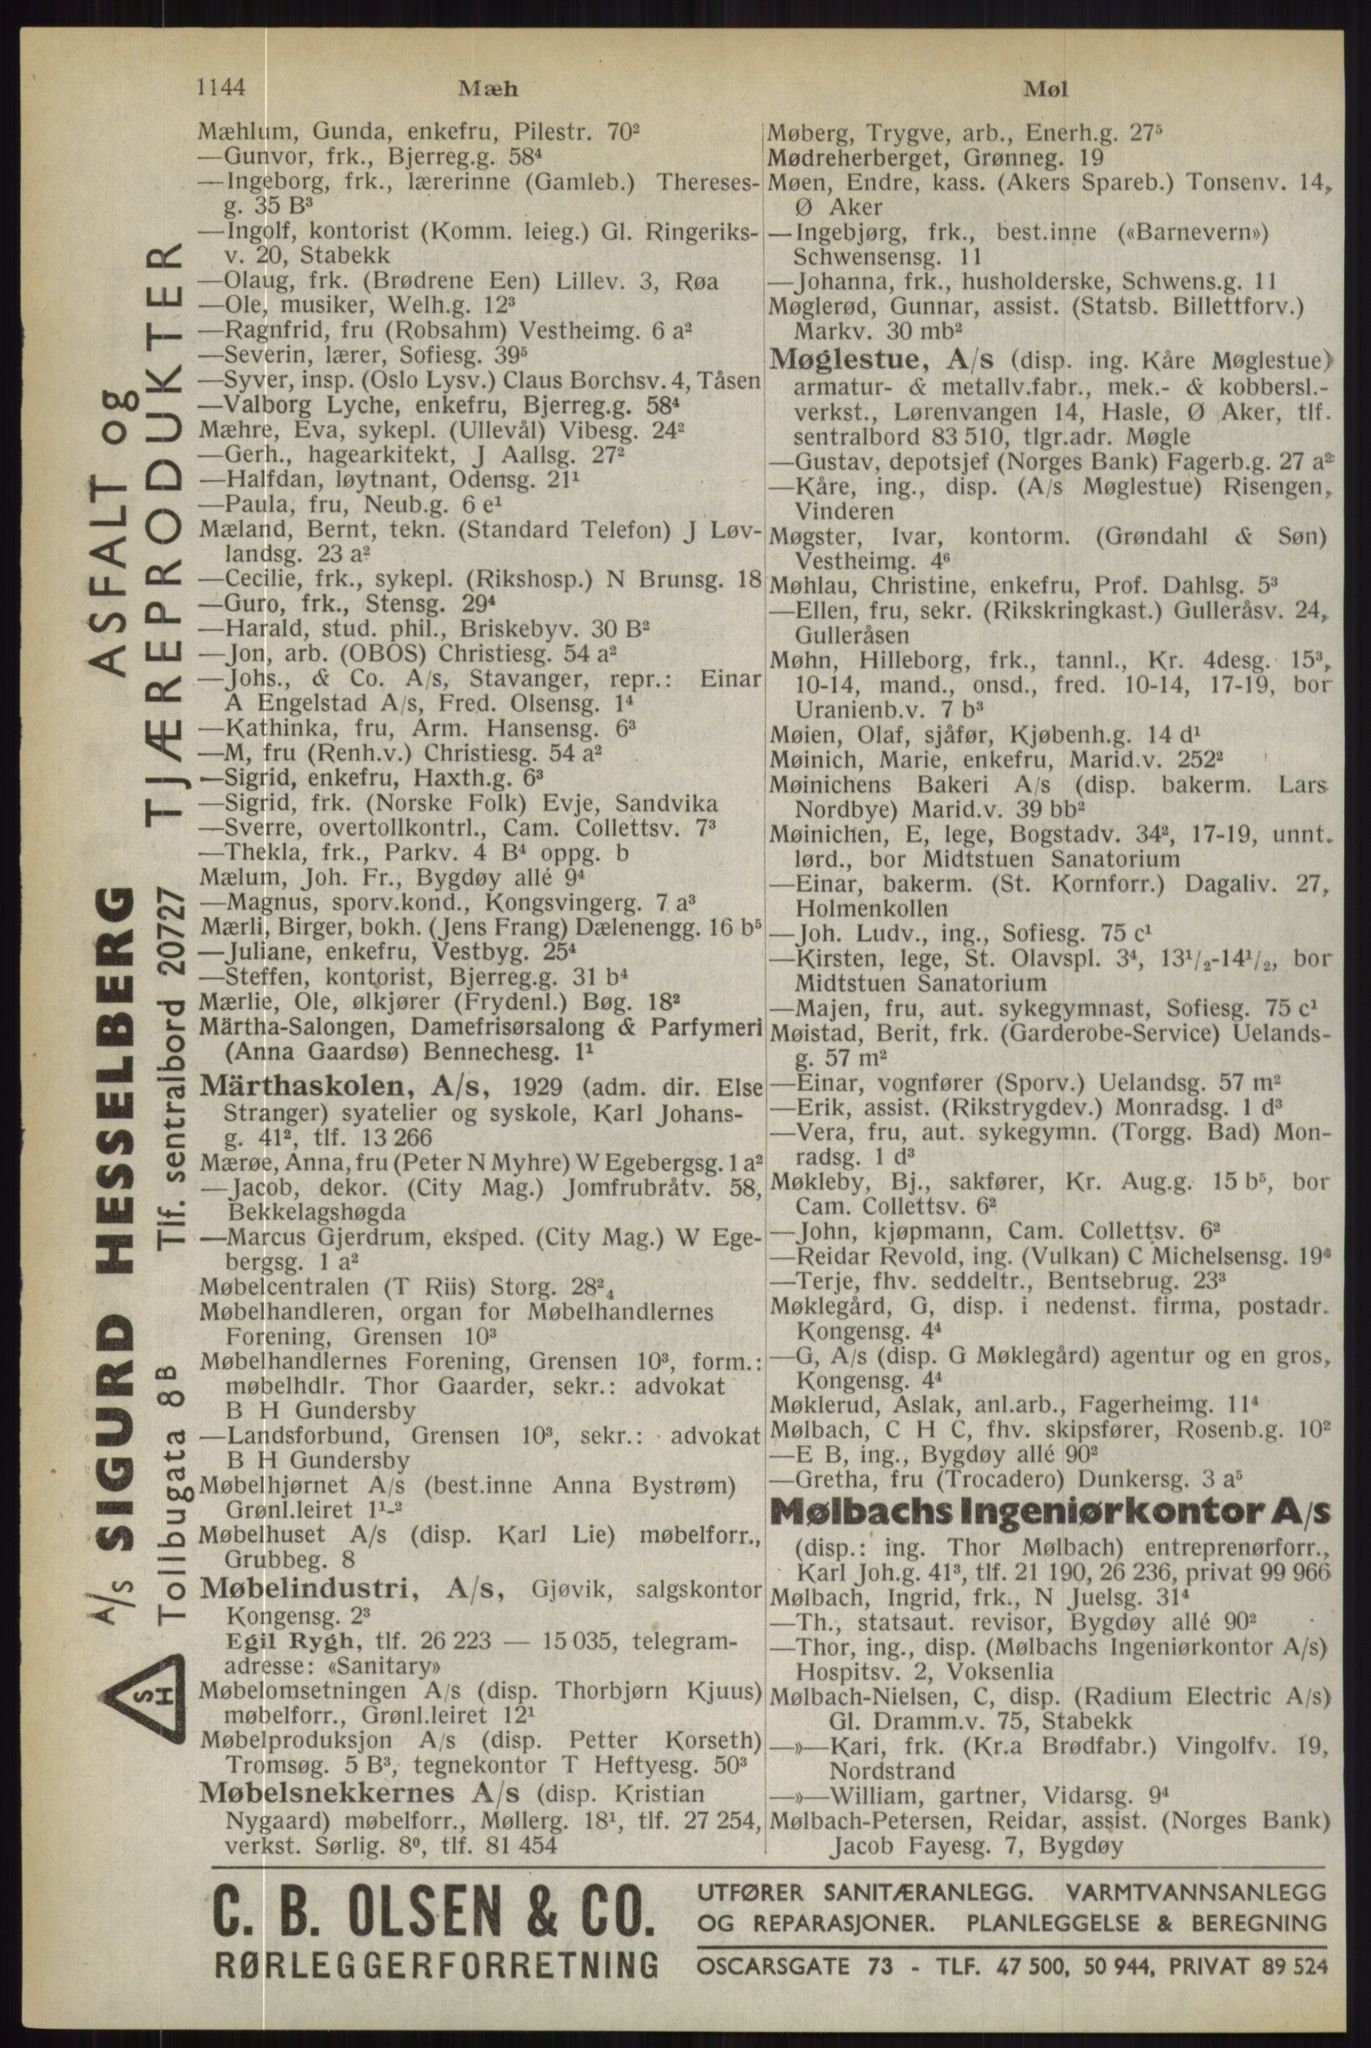 1144
Mæh
Møl
Mæhlum, Gunda, enkefru, Pilestr. 70²
—Gunvor, frk., Bjerreg.g. 58⁴
—Ingeborg, frk., lærerinne (Gamleb.) Thereses-
g. 35 B³
—Ingolf, kontorist (Komm. leieg.) Gl. Ringeriks-
v. 20, Stabekk
—Olaug, frk. (Brødrene Een) Lillev. 3, Røa
—Ole, musiker, Welh.g. 12³
—Ragnfrid, fru (Robsahm) Vestheimg. 6 a²
—Severin, lærer, Sofiesg. 39⁵
—Syver, insp. (Oslo Lysv.) Claus Borchsv. 4, Tåsen
—Valborg Lyche, enkefru, Bjerreg.g. 58⁴
Mæhre, Eva, sykepl. (Ullevål) Vibesg. 24²
—Gerh., hagearkitekt, J Aallsg. 27²
—Halfdan, løytnant, Odensg. 21¹
—Paula, fru, Neub.g. 6 e¹
Mæland, Bernt, tekn. (Standard Telefon) J Løv-
landsg. 23 a²
—Cecilie, frk., sykepl. (Rikshosp.) N Brunsg. 18
—Guro, frk., Stensg. 29⁴
—Harald, stud. phil., Briskebyv. 30 B²
—Jon, arb. (OBOS) Christiesg. 54 a²
—Johs., & Co. A/s, Stavanger, repr.: Einar
A Engelstad A/s, Fred. Olsensg. 1⁴
—Kathinka, fru, Arm. Hansensg. 6³
—M, fru (Renh.v.) Christiesg. 54 a²
—Sigrid, enkefru, Haxth.g. 6³
—Sigrid, frk. (Norske Folk) Evje, Sandvika
—Sverre, overtollkontrl., Cam. Collettsv. 7³
—Thekla, frk., Parkv. 4 B⁴ oppg. b
Mælum, Joh. Fr., Bygdøy allé 9⁴
—Magnus, sporv.kond., Kongsvingerg. 7 a³
Mærli, Birger, bokh. (Jens Frang) Dælenengg. 16 b⁵
—Juliane, enkefru, Vestbyg. 25⁴
—Steffen, kontorist, Bjerreg.g. 31 b⁴
Mærlie, Ole, ølkjører (Frydenl.) Bøg. 18²
Märtha-Salongen, Damefrisørsalong & Parfymeri
(Anna Gaardsø) Bennechesg. 1¹
Märthaskolen, A/s, 1929 (adm. dir. Else
Stranger) syatelier og syskole, Karl Johans-
g. 41², tlf. 13 266
Mærøe, Anna, fru (Peter N Myhre) W Egebergsg. 1 a²
—Jacob, dekor. (City Mag.) Jomfrubråtv. 58,
Bekkelagshøgda
—Marcus Gjerdrum, eksped. (City Mag.) W Ege-
bergsg. 1 a²
Møbelcentralen (T Riis) Storg. 28²,₄
Møbelhandleren, organ for Møbelhandlernes
Forening, Grensen 10³
Møbelhandlernes Forening, Grensen 10³, form.:
møbelhdlr. Thor Gaarder, sekr.: advokat
B H Gundersby
—Landsforbund, Grensen 10³, sekr.: advokat
B H Gundersby
Møbelhjørnet A/s (best.inne Anna Bystrøm)
Grønl.leiret 1¹-²
Møbelhuset A/s (disp. Karl Lie) møbelforr.,
Grubbeg. 8
Møbelindustri, A/s, Gjøvik, salgskontor
Kongensg. 2³
Egil Rygh, tlf. 26 223 — 15 035, telegram-
adresse: «Sanitary»
Møbelomsetningen A/s (disp. Thorbjørn Kjuus)
møbelforr., Grønl.leiret 12¹
Møbelproduksjon A/s (disp. Petter Korseth)
Tromsøg. 5 B³, tegnekontor T Heftyesg. 50³
Møbelsnekkernes A/s (disp. Kristian
Nygaard) møbelforr., Møllerg. 18¹, tlf. 27 254,
verkst. Sørlig. 8⁰, tlf. 81 454
Møberg, Trygve, arb., Enerh.g. 27⁵
Mødreherberget, Grønneg. 19
Møen, Endre, kass. (Akers Spareb.) Tonsenv. 14,
Ø Aker
—Ingebjørg, frk., best.inne («Barnevern»)
Schwensensg. 11
—Johanna, frk., husholderske, Schwens.g. 11
Møglerød, Gunnar, assist. (Statsb. Billettforv.)
Markv. 30 mb²
Møglestue, A/s (disp. ing. Kåre Møglestue)
armatur- & metallv.fabr., mek.- & kobbersl.-
verkst., Lørenvangen 14, Hasle, Ø Aker, tlf.
sentralbord 83 510, tlgr.adr. Møgle
—Gustav, depotsjef (Norges Bank) Fagerb.g. 27 a²
—Kåre, ing., disp. (A/s Møglestue) Risengen,
Vinderen
Møgster, Ivar, kontorm. (Grøndahl & Søn)
Vestheimg. 4⁶
Møhlau, Christine, enkefru, Prof. Dahlsg. 5³
—Ellen, fru, sekr. (Rikskringkast.) Gulleråsv. 24,
Gulleråsen
Møhn, Hilleborg, frk., tannl., Kr. 4desg. 15³,
10-14, mand., onsd., fred. 10-14, 17-19, bor
Uranienb.v. 7 b³
Møien, Olaf, sjåfør, Kjøbenh.g. 14 d¹
Møinich, Marie, enkefru, Marid.v. 252²
Møinichens Bakeri A/s (disp. bakerm. Lars
Nordbye) Marid.v. 39 bb²
Møinichen, E, lege, Bogstadv. 34², 17-19, unnt.
lørd., bor Midtstuen Sanatorium
—Einar, bakerm. (St. Kornforr.) Dagaliv. 27,
Holmenkollen
—Joh. Ludv., ing., Sofiesg. 75 c¹
—Kirsten, lege, St. Olavspl. 3⁴, 13¹/₂-14¹/₂, bor
Midtstuen Sanatorium
—Majen, fru, aut. sykegymnast, Sofiesg. 75 c¹
Møistad, Berit, frk. (Garderobe-Service) Uelands-
g. 57 m²
—Einar, vognfører (Sporv.) Uelandsg. 57 m²
—Erik, assist. (Rikstrygdev.) Monradsg. 1 d³
—Vera, fru, aut. sykegymn. (Torgg. Bad) Mon-
radsg. 1 d³
Møkleby, Bj., sakfører, Kr. Aug.g. 15 b⁵, bor
Cam. Collettsv. 6²
—John, kjøpmann, Cam. Collettsv. 6²
—Reidar Revold, ing. (Vulkan) C Michelsensg. 19⁴
—Terje, fhv. seddeltr., Bentsebrug. 23³
Møklegård, G, disp. i nedenst. firma, postadr.
Kongensg. 4⁴
—G, A/s (disp. G Møklegård) agentur og en gros,
Kongensg. 4⁴
Møklerud, Aslak, anl.arb., Fagerheimg. 11⁴
Mølbach, C H C, fhv. skipsfører, Rosenb.g. 10²
—E B, ing., Bygdøy allé 90²
—Gretha, fru (Trocadero) Dunkersg. 3 a⁵
Mølbachs Ingeniørkontor A/s
(disp.: ing. Thor Mølbach) entreprenørforr.,
Karl Joh.g. 41³, tlf. 21 190, 26 236, privat 99 966
Mølbach, Ingrid, frk., N Juelsg. 31⁴
—Th., statsaut. revisor, Bygdøy allé 90²
—Thor, ing., disp. (Mølbachs Ingeniørkontor A/s)
Hospitsv. 2, Voksenlia
Mølbach-Nielsen, C, disp. (Radium Electric A/s)
Gl. Dramm.v. 75, Stabekk
—»—Kari, frk. (Kr.a Brødfabr.) Vingolfv. 19,
Nordstrand
—»—William, gartner, Vidarsg. 9⁴
Mølbach-Petersen, Reidar, assist. (Norges Bank)
Jacob Fayesg. 7, Bygdøy
ASFALT og
TJÆREPRODUKTER
A/s SIGURD HESSELBERG
Tollbugata 8B Tlf. sentralbord 20727
SH
C. B. OLSEN & CO.
RØRLEGGERFORRETNING
UTFØRER SANITÆRANLEGG. VARMTVANNSANLEGG
OG REPARASJONER. PLANLEGGELSE & BEREGNING
OSCARSGATE 73 - TLF. 47 500, 50 944, PRIVAT 89 524